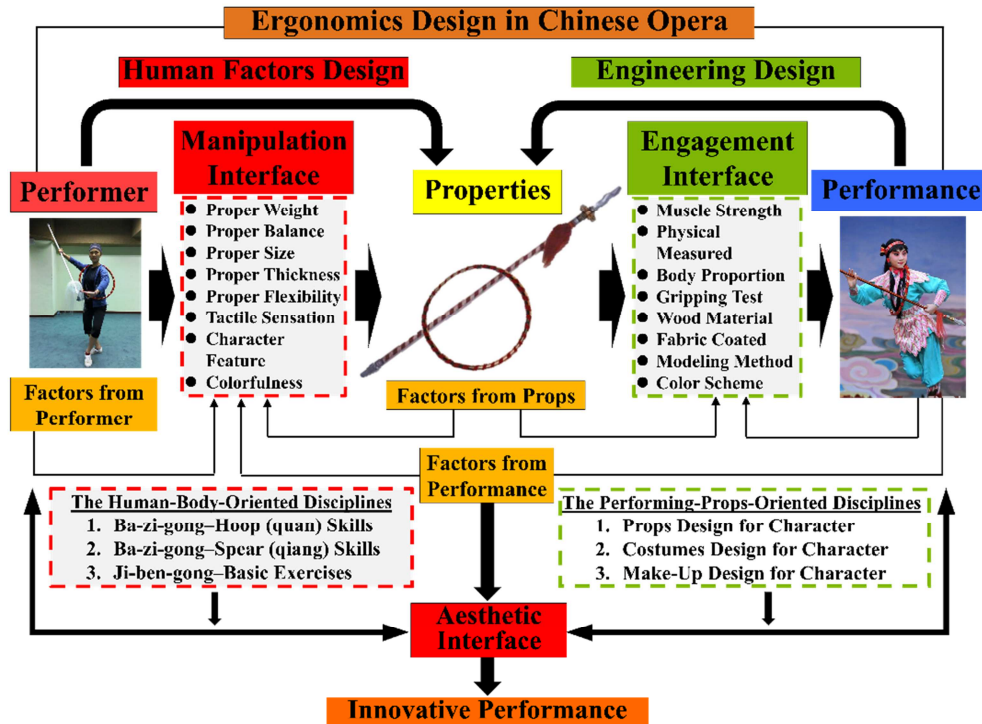 Ergonomics Design in Chinese Opera
Human Factors Design
Engineering Design
Performer
Manipulation
Interface
Properties
Engagement
Interface
Performance
● Proper Weight
● Proper Balance
● Proper Size
● Proper Thickness
● Proper Flexibility
● Tactile Sensation
● Character
Feature
● Colorfulness
● Muscle Strength
● Physical
Measured
● Body Proportion
● Gripping Test
● Wood Material
● Fabric Coated
● Modeling Method
● Color Scheme
Factors from
Performer
Factors from Props
Factors from
Performance
The Human-Body-Oriented Disciplines
1. Ba-zi-gong–Hoop (quan) Skills
2. Ba-zi-gong–Spear (qiang) Skills
3. Ji-ben-gong–Basic Exercises
The Performing-Props-Oriented Disciplines
1. Props Design for Character
2. Costumes Design for Character
3. Make-Up Design for Character
Aesthetic
Interface
Innovative Performance